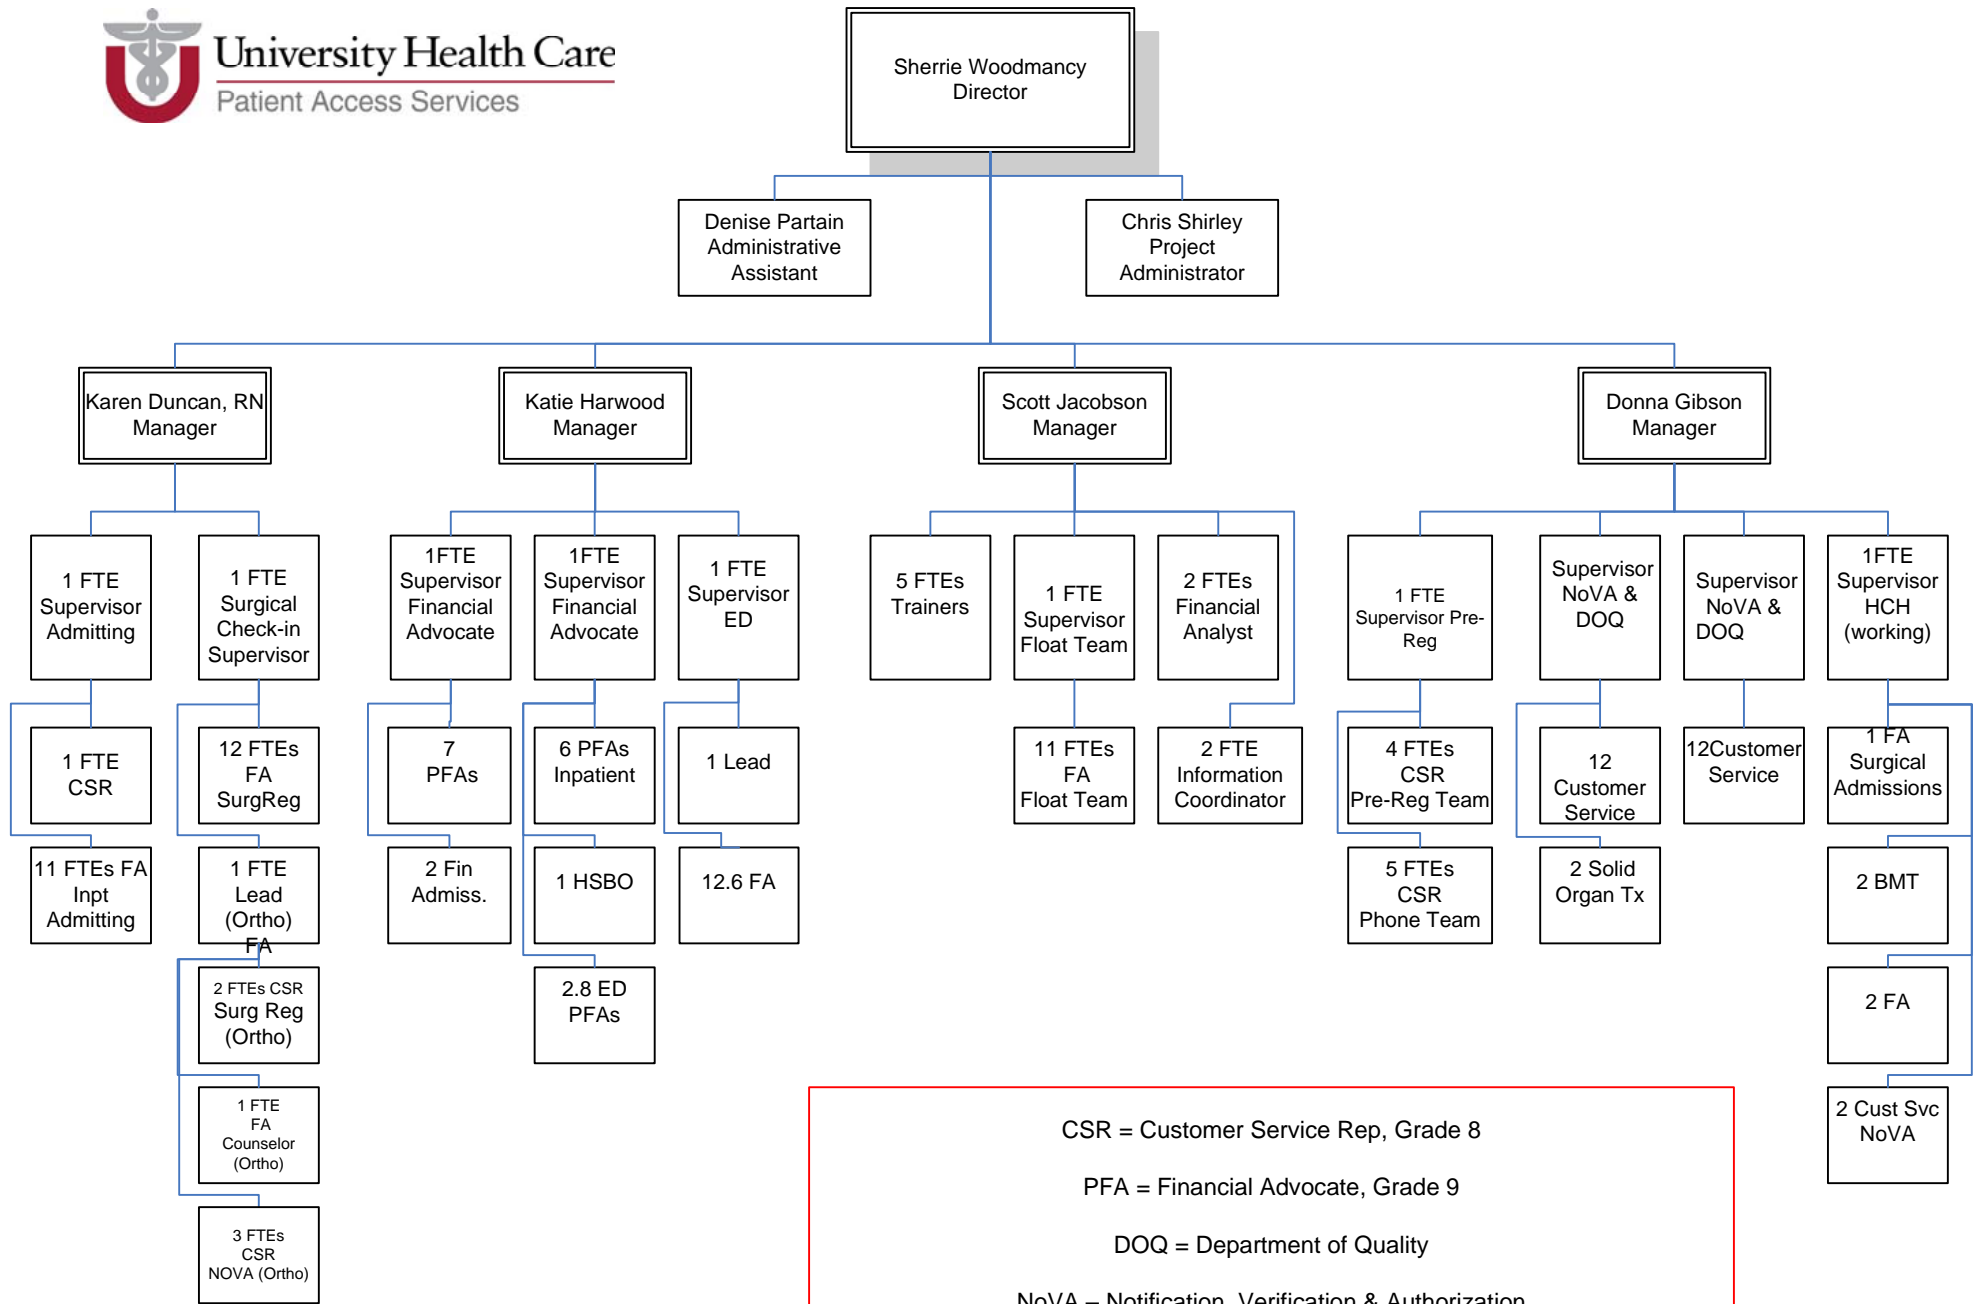 University Health Care
Patient Access Services
Sherrie Woodmancy
Director
Denise Partain
Administrative
Assistant
Chris Shirley
Project
Administrator
Karen Duncan, RN
Manager
Katie Harwood
Manager
Scott Jacobson
Manager
Donna Gibson
Manager
1 FTE
Supervisor
Admitting
1 FTE
Surgical
Check-in
Supervisor
1FTE
Supervisor
Financial
Advocate
1FTE
Supervisor
Financial
Advocate
1 FTE
Supervisor
ED
5 FTEs
Trainers
1 FTE
Supervisor
Float Team
2 FTEs
Financial
Analyst
1 FTE
Supervisor Pre-
Reg
Supervisor
NoVA &
DOQ
Supervisor
NoVA &
DOQ
1FTE
Supervisor
HCH
(working)
1 FTE
CSR
12 FTEs
FA
SurgReg
7
PFAs
6 PFAs
Inpatient
1 Lead
11 FTEs
FA
Float Team
2 FTE
Information
Coordinator
4 FTEs
CSR
Pre-Reg Team
12
Customer
Service
12Customer
Service
1 FA
Surgical
Admissions
11 FTEs FA
Inpt
Admitting
1 FTE
Lead
(Ortho)
FA
2 Fin
Admiss.
1 HSBO
12.6 FA
5 FTEs
CSR
Phone Team
2 Solid
Organ Tx
2 BMT
2 FTEs CSR
Surg Reg
(Ortho)
2.8 ED
PFAs
2 FA
1 FTE
FA
Counselor
(Ortho)
2 Cust Svc
NoVA
3 FTEs
CSR
NOVA (Ortho)
CSR = Customer Service Rep, Grade 8
PFA = Financial Advocate, Grade 9
DOQ = Department of Quality
NoVA – Notification, Verification & Authorization